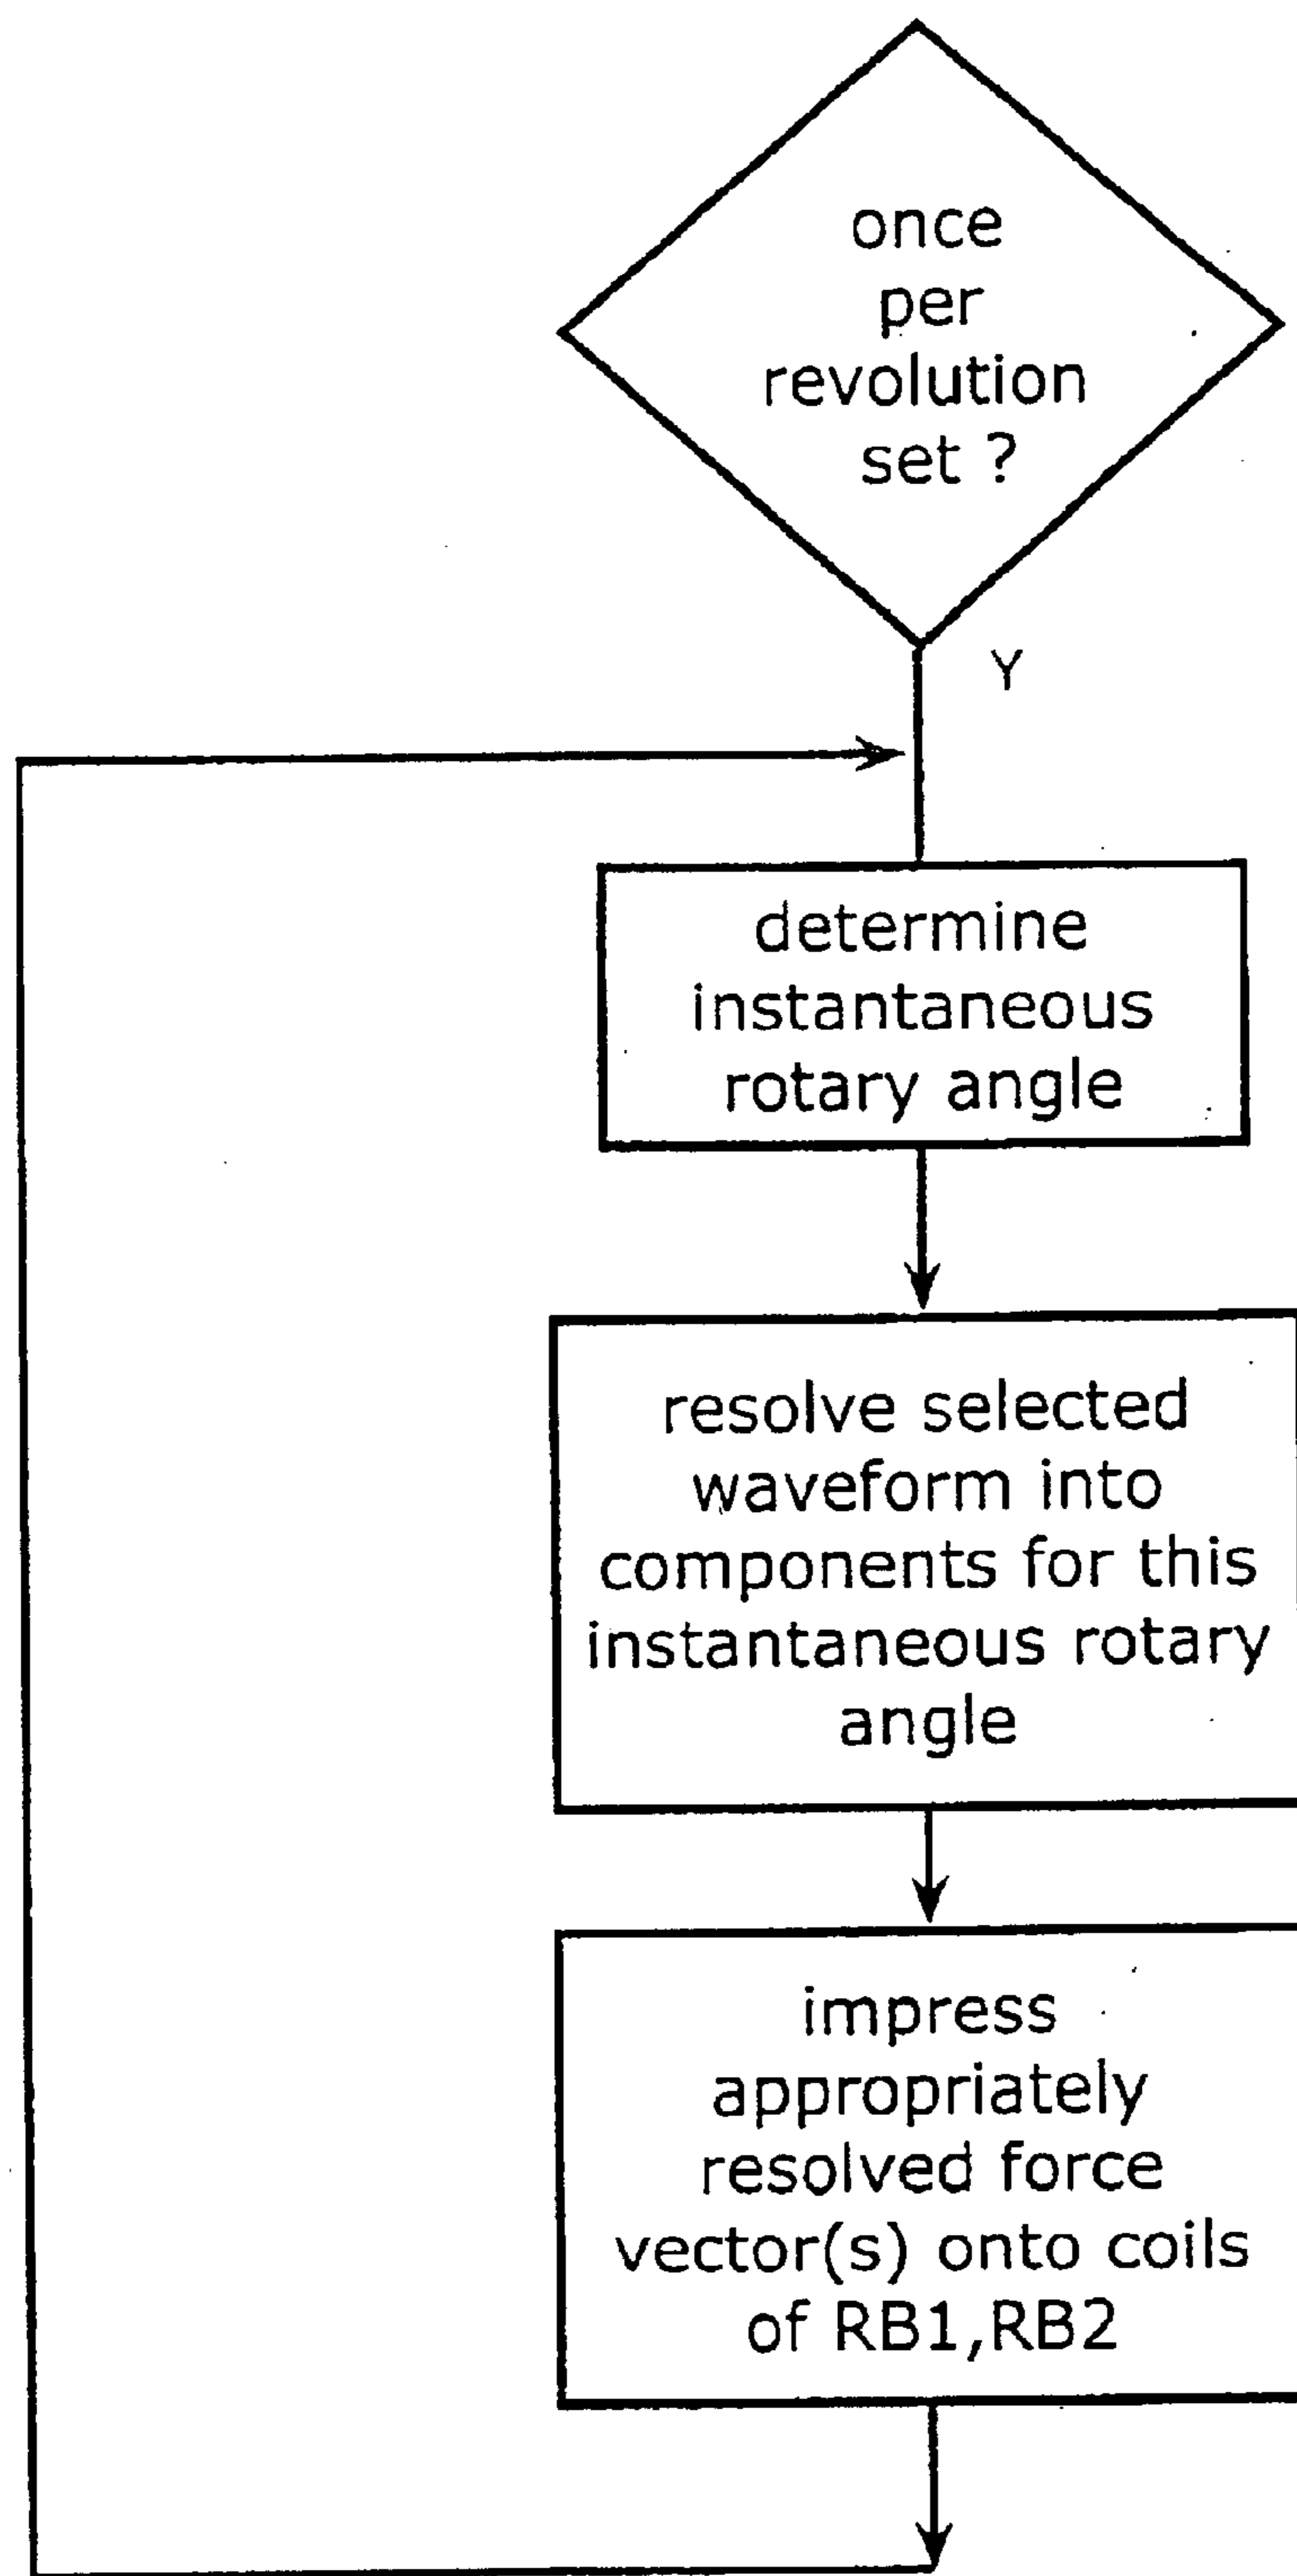 once
per
revolution
set ?
Y
determine
instantaneous
rotary angle
resolve selected
waveform into
components for this
instantaneous rotary
angle
impress
appropriately
resolved force
vector(s) onto coils
of RB1,RB2